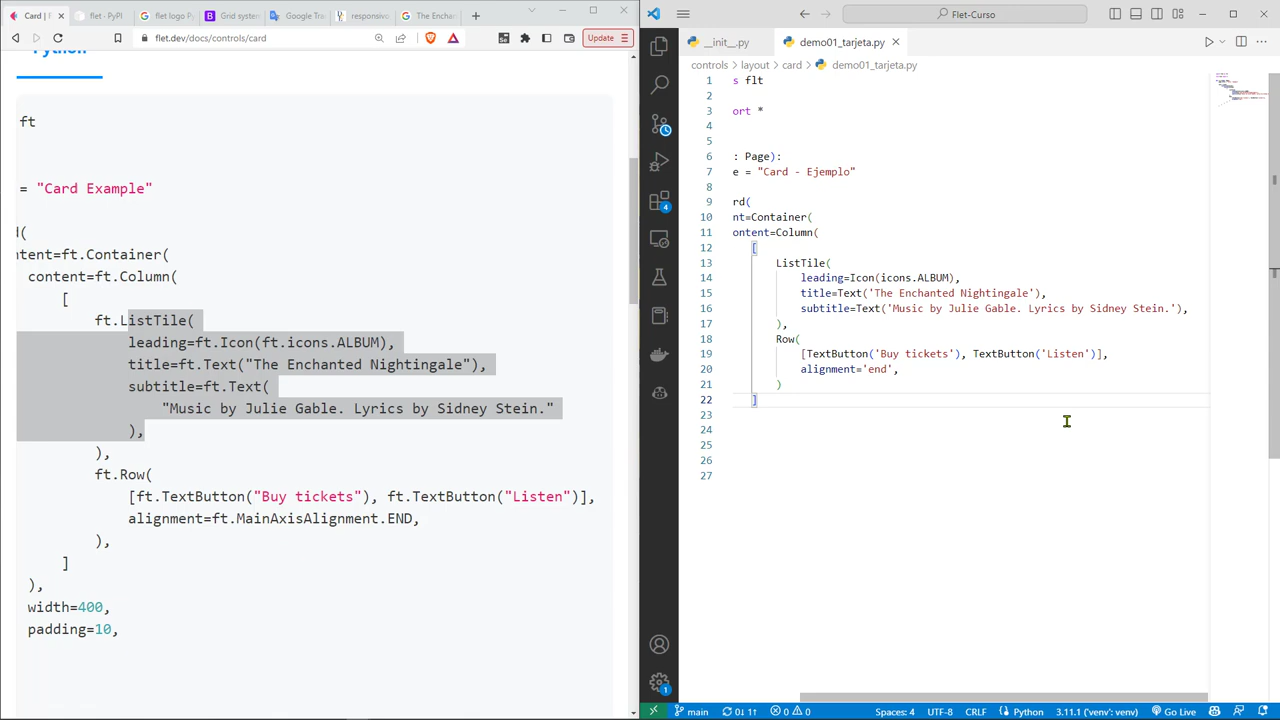 Card |
flet · PyPI
flet logo P
Grid system
Google Tra
responsivo
The Enchan
flet.dev/docs/controls/card
Update
Python
ft
= "Card Example"
d(
ntent=ft.Container(
content=ft.Column(
[
ft.ListTile(
leading=ft.Icon(ft.icons.ALBUM),
title=ft.Text("The Enchanted Nightingale"),
subtitle=ft.Text(
"Music by Julie Gable. Lyrics by Sidney Stein."
),
),
ft.Row(
[ft.TextButton("Buy tickets"), ft.TextButton("Listen")],
alignment=ft.MainAxisAlignment.END,
),
]
),
width=400,
padding=10,
Flet-Curso
__init__.py
demo01_tarjeta.py
controls > layout > card > demo01_tarjeta.py
1 s flt
2
3 ort *
4
5
6 : Page):
7 e = "Card - Ejemplo"
8
9 rd(
10 nt=Container(
11 ontent=Column(
12 [
13 ListTile(
14 leading=Icon(icons.ALBUM),
15 title=Text('The Enchanted Nightingale'),
16 subtitle=Text('Music by Julie Gable. Lyrics by Sidney Stein.'),
17 ),
18 Row(
19 [TextButton('Buy tickets'), TextButton('Listen')],
20 alignment='end',
21 )
22 ]
23
24
25
26
27
4
1
main 0↓ 1↑ 0 0 Spaces: 4 UTF-8 CRLF Python 3.11.1 ('venv': venv) Go Live